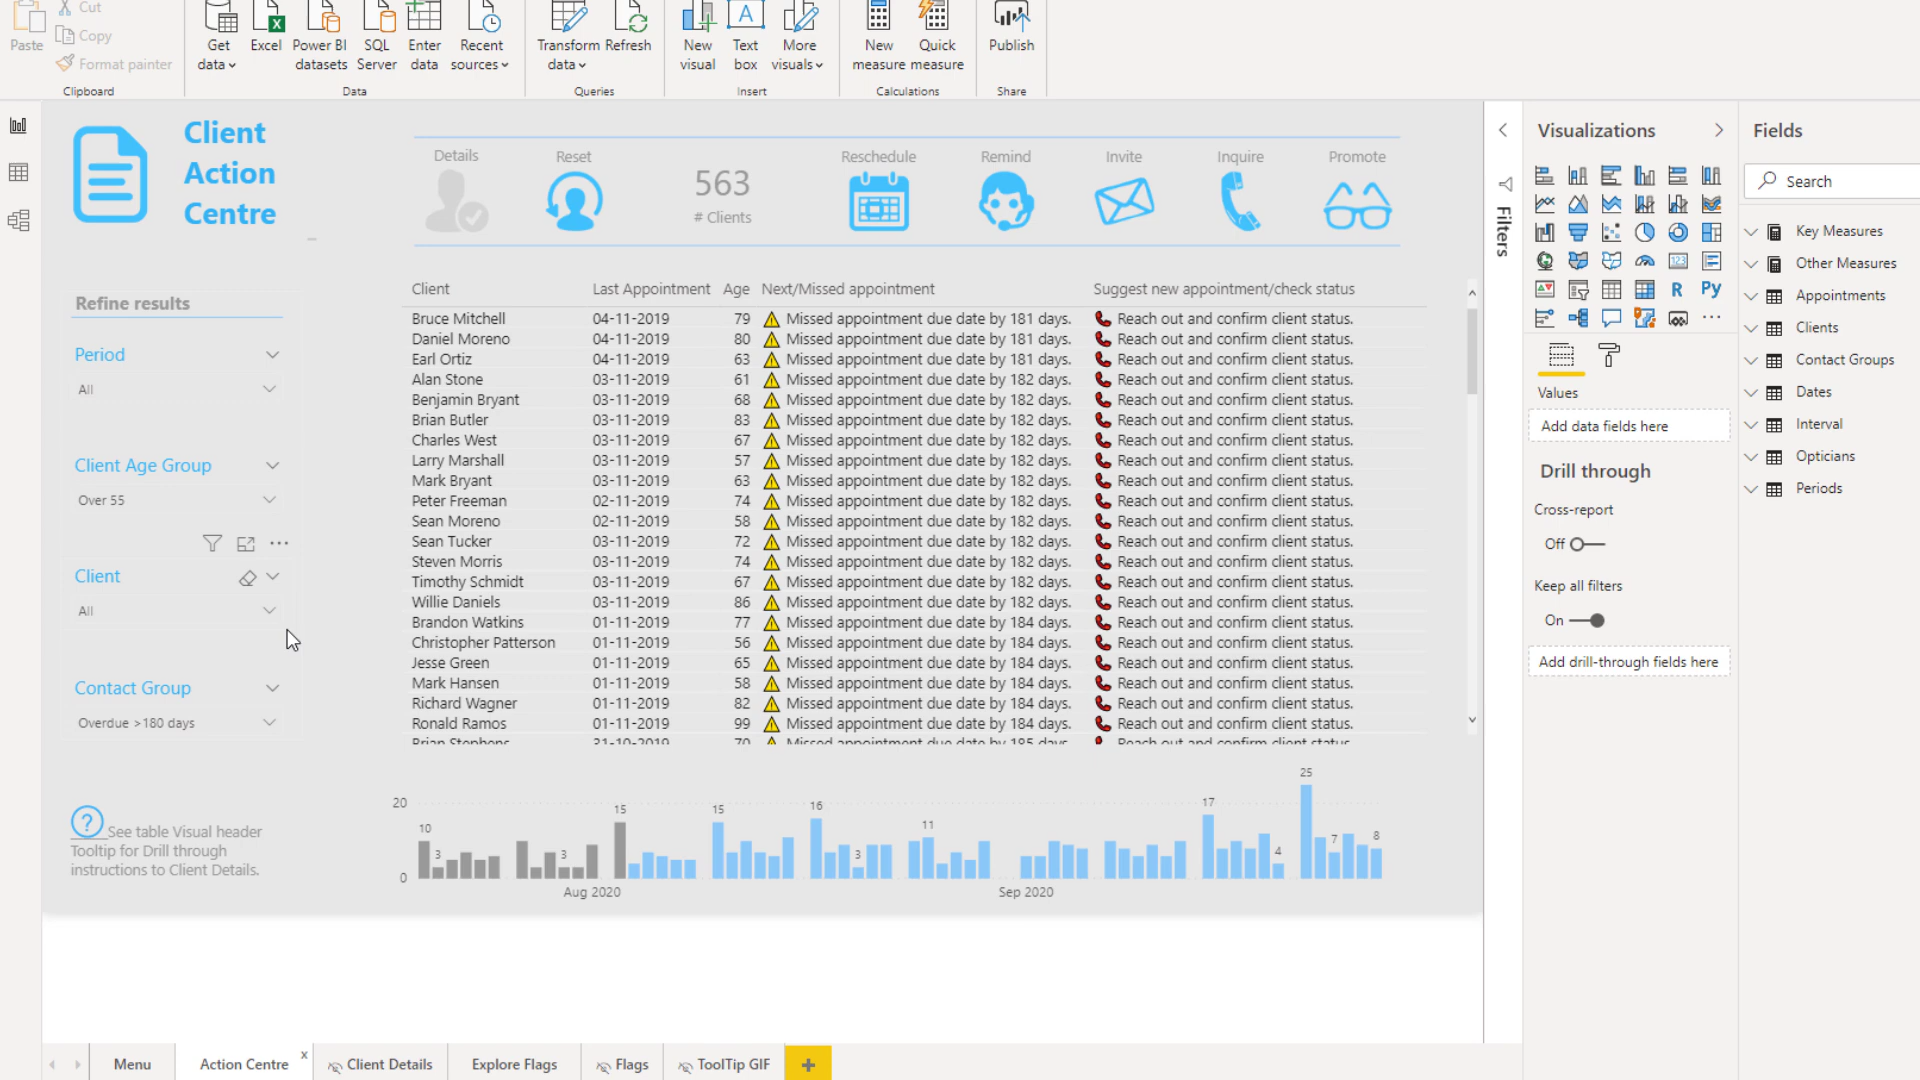 Cut
Paste
Copy
Format painter
Clipboard
Get data
Excel
Power BI datasets
SQL Server
Enter data
Recent sources
Data
Transform data
Refresh
Queries
New visual
Text box
More visuals
Insert
New measure
Quick measure
Calculations
Publish
Share
Client
Action
Centre
Details
Reset
563
# Clients
Reschedule
Remind
Invite
Inquire
Promote
Refine results
Period
All
Client Age Group
Over 55
Client
All
Contact Group
Overdue >180 days
? See table Visual header
Tooltip for Drill through
instructions to Client Details.
Client Last Appointment Age Next/Missed appointment Suggest new appointment/check status
Bruce Mitchell 04-11-2019 79 Missed appointment due date by 181 days. Reach out and confirm client status.
Daniel Moreno 04-11-2019 80 Missed appointment due date by 181 days. Reach out and confirm client status.
Earl Ortiz 04-11-2019 63 Missed appointment due date by 181 days. Reach out and confirm client status.
Alan Stone 03-11-2019 61 Missed appointment due date by 182 days. Reach out and confirm client status.
Benjamin Bryant 03-11-2019 68 Missed appointment due date by 182 days. Reach out and confirm client status.
Brian Butler 03-11-2019 83 Missed appointment due date by 182 days. Reach out and confirm client status.
Charles West 03-11-2019 67 Missed appointment due date by 182 days. Reach out and confirm client status.
Larry Marshall 03-11-2019 57 Missed appointment due date by 182 days. Reach out and confirm client status.
Mark Bryant 03-11-2019 63 Missed appointment due date by 182 days. Reach out and confirm client status.
Peter Freeman 02-11-2019 74 Missed appointment due date by 182 days. Reach out and confirm client status.
Sean Moreno 02-11-2019 58 Missed appointment due date by 182 days. Reach out and confirm client status.
Sean Tucker 03-11-2019 72 Missed appointment due date by 182 days. Reach out and confirm client status.
Steven Morris 03-11-2019 74 Missed appointment due date by 182 days. Reach out and confirm client status.
Timothy Schmidt 03-11-2019 67 Missed appointment due date by 182 days. Reach out and confirm client status.
Willie Daniels 03-11-2019 86 Missed appointment due date by 182 days. Reach out and confirm client status.
Brandon Watkins 01-11-2019 77 Missed appointment due date by 184 days. Reach out and confirm client status.
Christopher Patterson 01-11-2019 56 Missed appointment due date by 184 days. Reach out and confirm client status.
Jesse Green 01-11-2019 65 Missed appointment due date by 184 days. Reach out and confirm client status.
Mark Hansen 01-11-2019 58 Missed appointment due date by 184 days. Reach out and confirm client status.
Richard Wagner 01-11-2019 82 Missed appointment due date by 184 days. Reach out and confirm client status.
Ronald Ramos 01-11-2019 99 Missed appointment due date by 184 days. Reach out and confirm client status.
Brian Stephens 31-10-2019 70 Missed appointment due date by 185 days. Reach out and confirm client status.
20
0
10 3 3 15 15 16 3 11 17 4 25 7 8
Aug 2020 Sep 2020
Filters
Visualizations
123
R
Py
Values
Add data fields here
Drill through
Cross-report
Off
Keep all filters
On
Add drill-through fields here
Fields
Search
Key Measures
Other Measures
Appointments
Clients
Contact Groups
Dates
Interval
Opticians
Periods
Menu
Action Centre x
Client Details
Explore Flags
Flags
ToolTip GIF
+